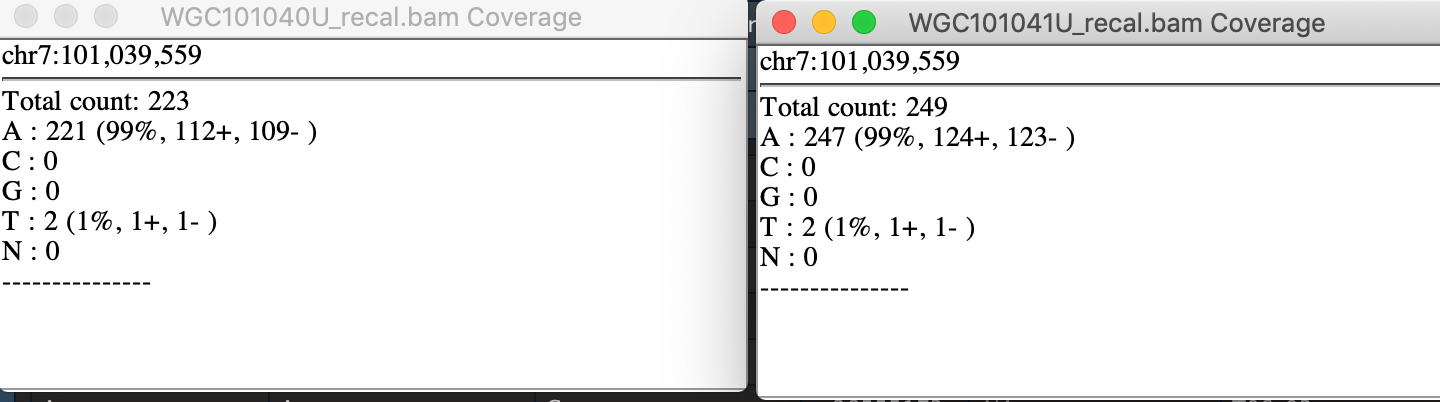 WGC101040U_recal.bam Coverage
chr7:101,039,559
Total count: 223
A : 221 (99%, 112+, 109- )
C : 0
G : 0
T : 2 (1%, 1+, 1- )
N : 0
---------------
WGC101041U_recal.bam Coverage
chr7:101,039,559
Total count: 249
A : 247 (99%, 124+, 123- )
C : 0
G : 0
T : 2 (1%, 1+, 1- )
N : 0
---------------